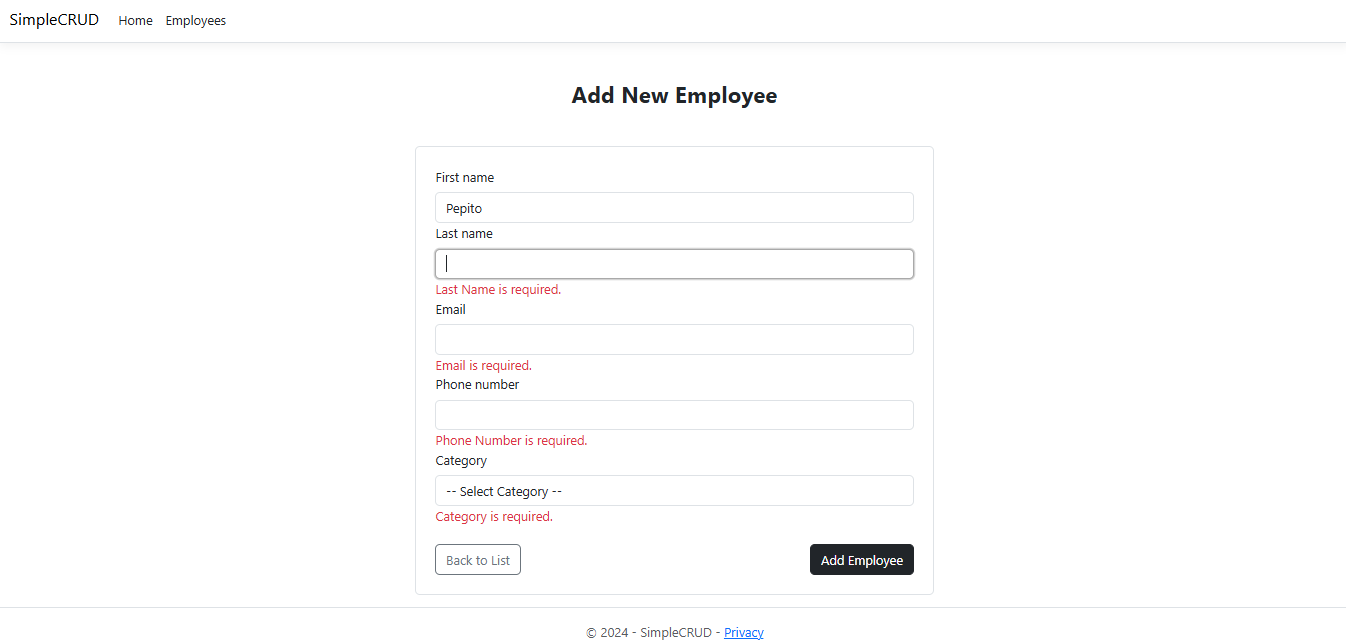 SimpleCRUD Home Employees
Add New Employee
First name
Pepito
Last name
Last Name is required.
Email
Email is required.
Phone number
Phone Number is required.
Category
-- Select Category --
Category is required.
Back to List Add Employee
© 2024 - SimpleCRUD - Privacy